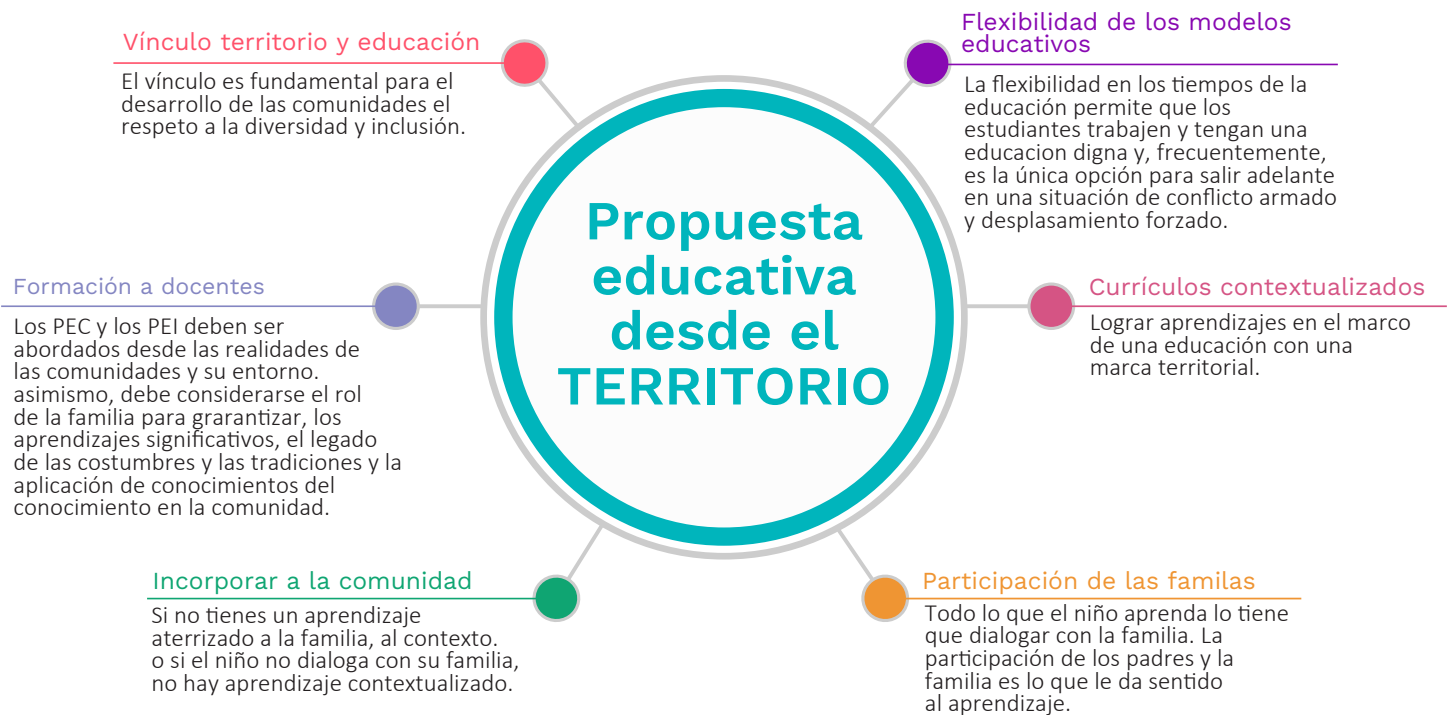 Vínculo territorio y educación
El vínculo es fundamental para el
desarrollo de las comunidades el
respeto a la diversidad y inclusión.
Flexibilidad de los modelos
educativos
La flexibilidad en los tiempos de la
educación permite que los
estudiantes trabajen y tengan una
educacion digna y, frecuentemente,
es la única opción para salir adelante
en una situación de conflicto armado
y desplasamiento forzado.
Propuesta
educativa
desde el
TERRITORIO
Formación a docentes
Los PEC y los PEI deben ser
abordados desde las realidades de
las comunidades y su entorno.
asimismo, debe considerarse el rol
de la familia para grarantizar, los
aprendizajes significativos, el legado
de las costumbres y las tradiciones y la
aplicación de conocimientos del
conocimiento en la comunidad.
Currículos contextualizados
Lograr aprendizajes en el marco
de una educación con una
marca territorial.
Incorporar a la comunidad
Si no tienes un aprendizaje
aterrizado a la familia, al contexto.
o si el niño no dialoga con su familia,
no hay aprendizaje contextualizado.
Participación de las familas
Todo lo que el niño aprenda lo tiene
que dialogar con la familia. La
participación de los padres y la
familia es lo que le da sentido
al aprendizaje.